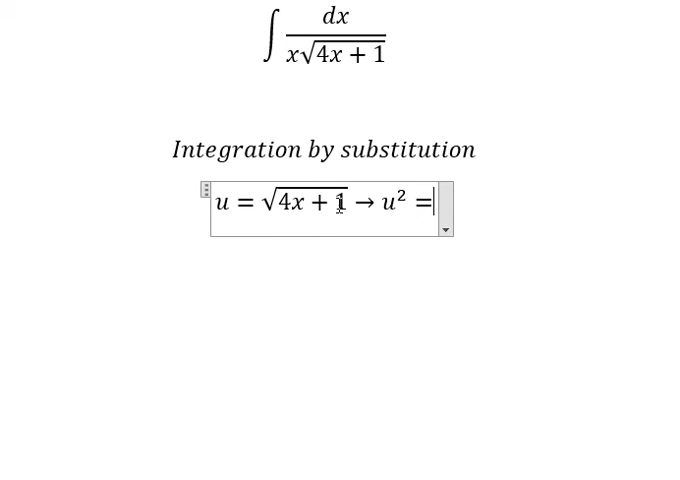 ∫ dx / x√4x + 1
Integration by substitution
u = √4x + 1 → u² =